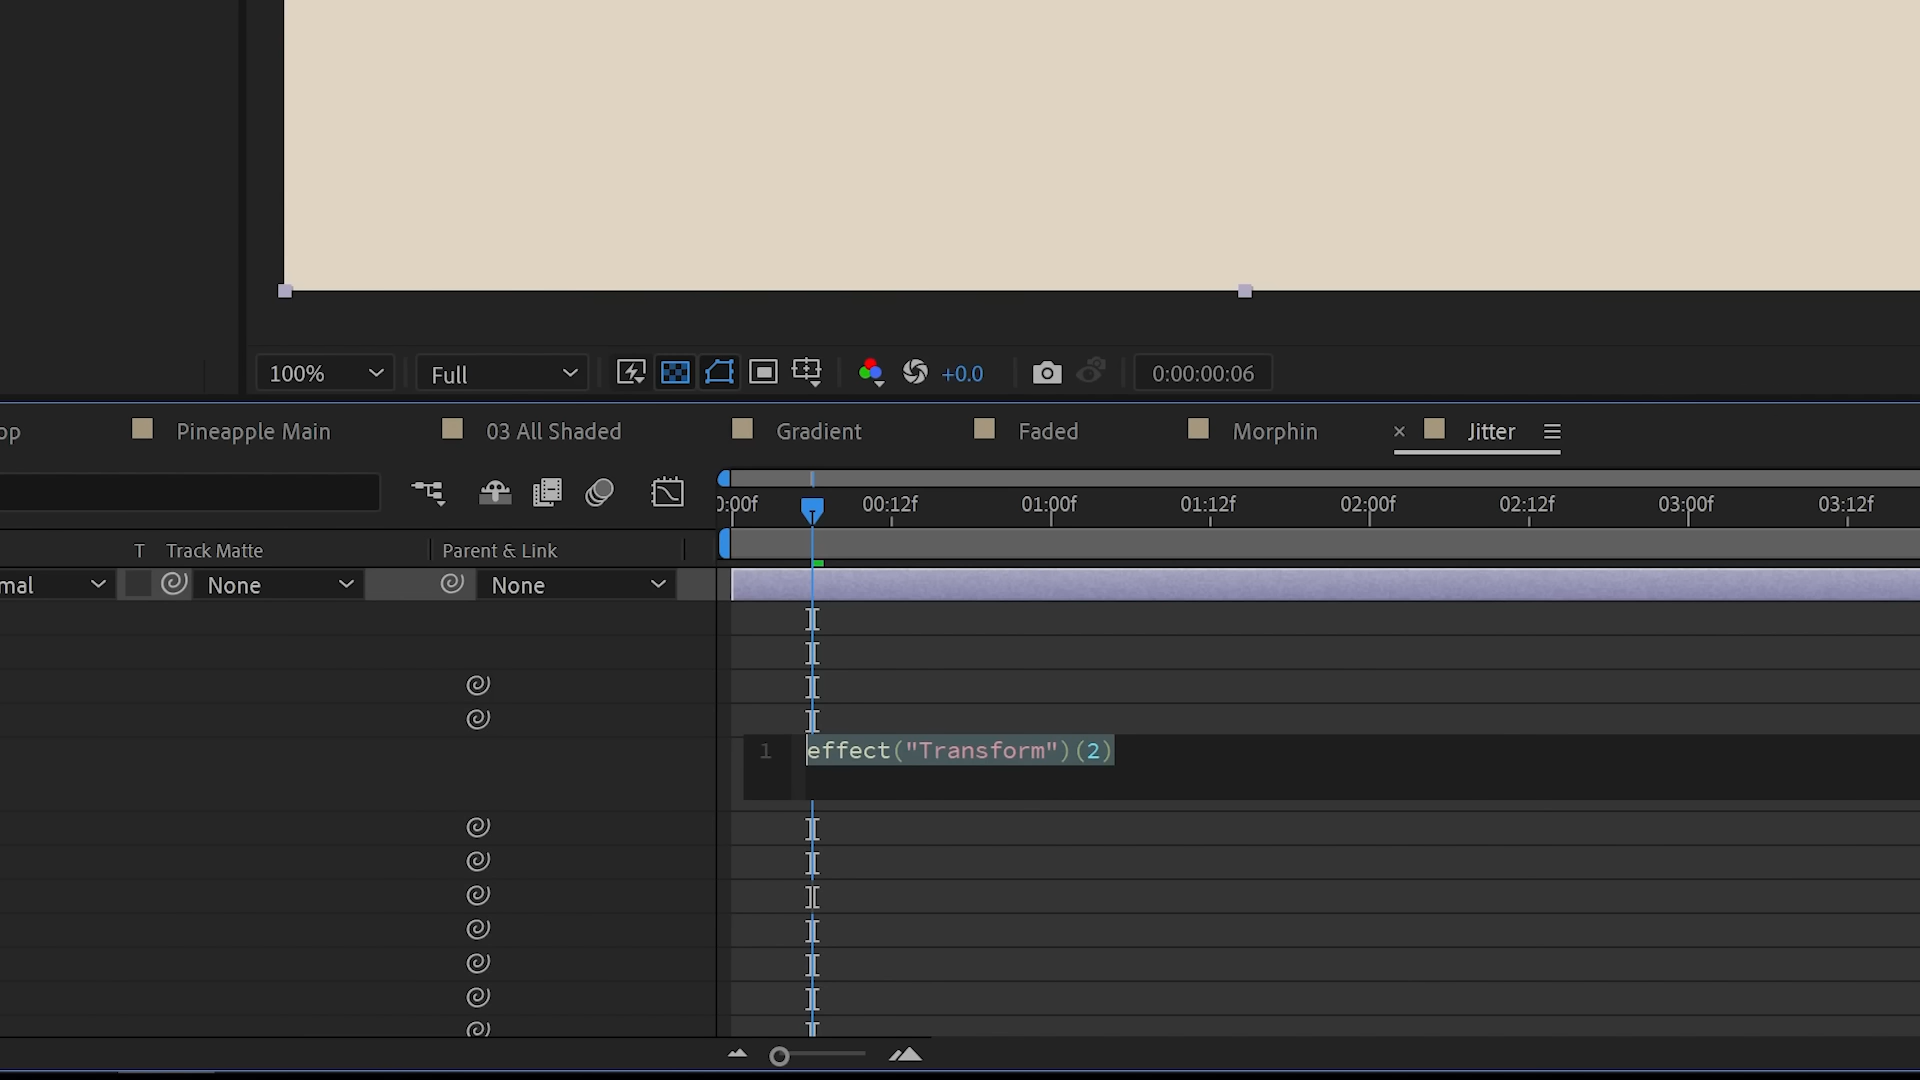 100%
Full
+0.0
0:00:00:06
op
Pineapple Main
03 All Shaded
Gradient
Faded
Morphin
× Jitter
0:00f
00:12f
01:00f
01:12f
02:00f
02:12f
03:00f
03:12f
T Track Matte
Parent & Link
mal
None
None
1 effect("Transform")(2)